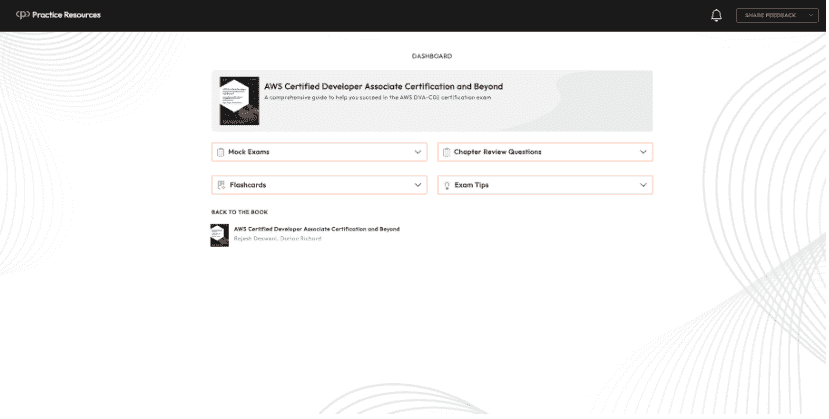 Practice Resources
SHARE FEEDBACK
DASHBOARD
AWS Certified Developer Associate Certification and Beyond
A comprehensive guide to help you succeed in the AWS DVA-C02 certification exam
Mock Exams
Chapter Review Questions
Flashcards
Exam Tips
BACK TO THE BOOK
AWS Certified Developer Associate Certification and Beyond
Rajesh Daswani, Dorian Richard